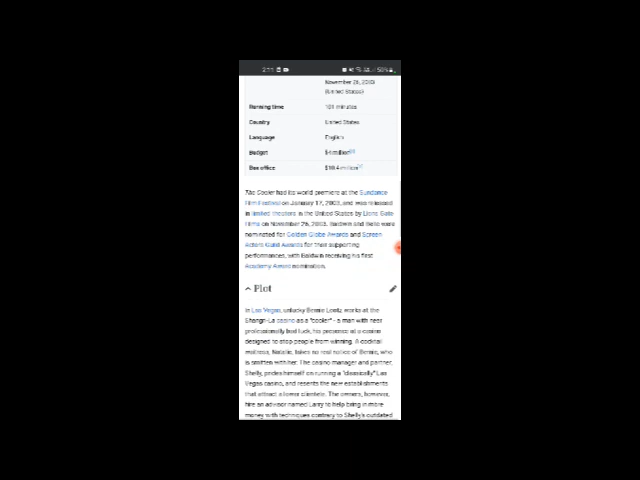 November 26, 2003
(United States)
Running time 101 minutes
Country United States
Language English
Budget $4 million
Box office $10.4 million
The Cooler had its world premiere at the Sundance
Film Festival on January 17, 2003, and was released
in limited theaters in the United States by Lions Gate
Films on November 26, 2003. Baldwin and Bello were
nominated for Golden Globe Awards and Screen
Actors Guild Awards for their supporting
performances, with Baldwin receiving his first
Academy Award nomination.
Plot
In Las Vegas, unlucky Bernie Lootz works at the
Shangri-La casino as a "cooler" - a man with near
professionally bad luck, his presence at a casino
designed to stop people from winning. A cocktail
waitress, Natalie, takes no real notice of Bernie, who
is smitten with her. The casino manager and partner,
Shelly, prides himself on running a "classically" Las
Vegas casino, and resents the new establishments
that attract a lower clientele. The owners, however,
hire an advisor named Larry to help bring in more
money with techniques contrary to Shelly's outdated